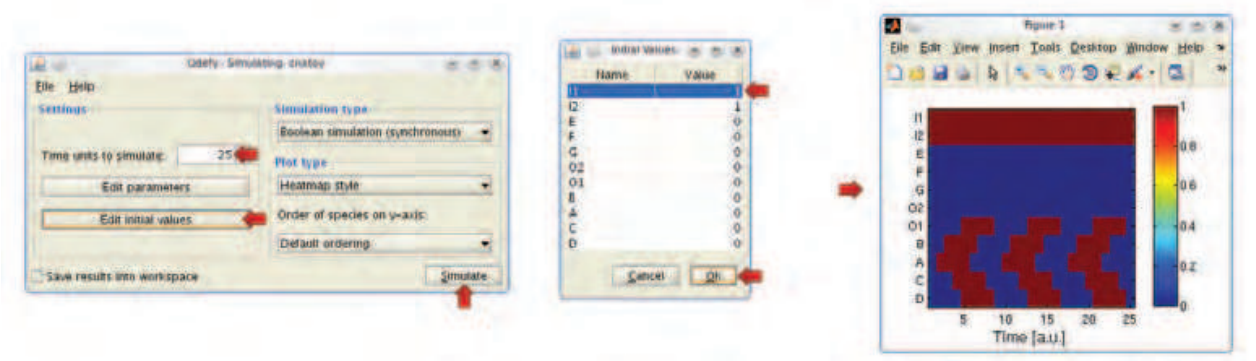 Odefy - Simulating: cnatoy
File Help
Settings
Time units to simulate: 25
Edit parameters
Edit initial values
Save results into workspace
Simulation type
Boolean simulation (synchronous)
Plot type
Heatmap style
Order of species on y-axis:
Default ordering
Simulate
Initial Values
Name Value
I1 1
I2 1
E 0
F 0
G 0
O2 0
O1 0
B 0
A 0
C 0
D 0
Cancel Ok
Figure 1
File Edit View Insert Tools Desktop Window Help
I1
I2
E
F
G
O2
O1
B
A
C
D
5 10 15 20 25
Time [a.u.]
1
0.8
0.6
0.4
0.2
0